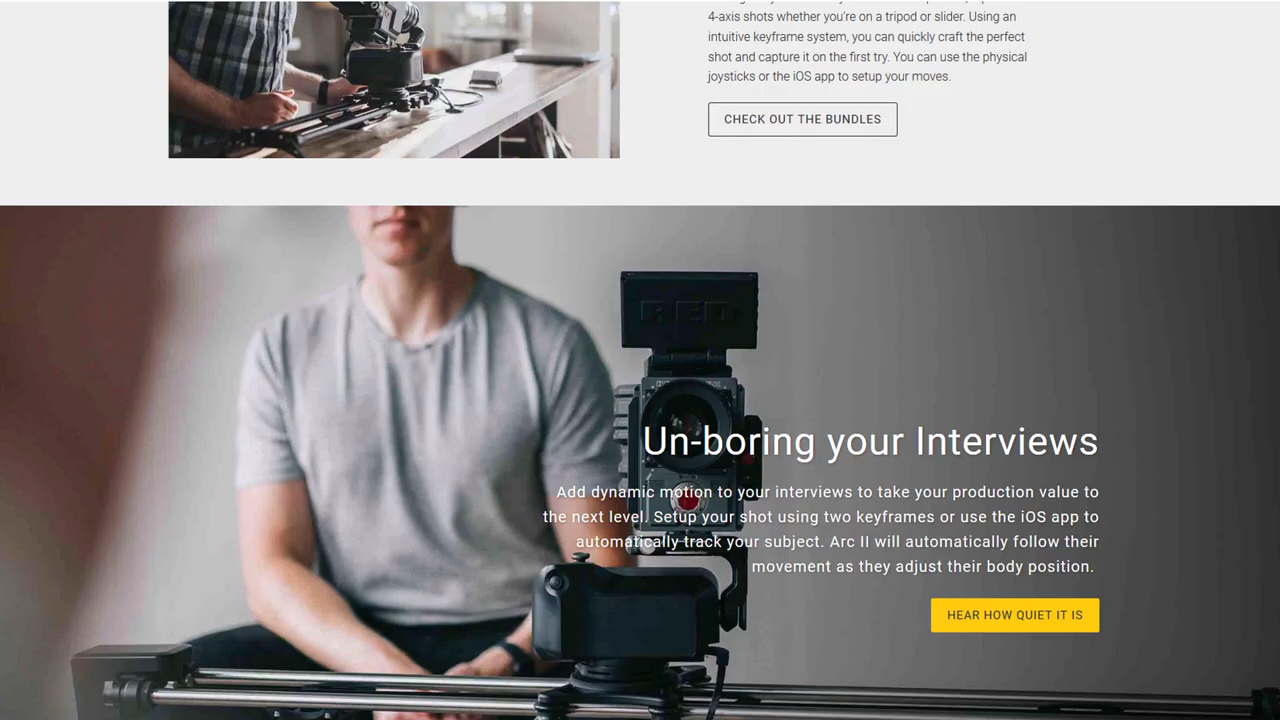 4-axis shots whether you're on a tripod or slider. Using an
intuitive keyframe system, you can quickly craft the perfect
shot and capture it on the first try. You can use the physical
joysticks or the iOS app to setup your moves.
CHECK OUT THE BUNDLES
RED
Un-boring your Interviews
Add dynamic motion to your interviews to take your production value to
the next level. Setup your shot using two keyframes or use the iOS app to
automatically track your subject. Arc II will automatically follow their
movement as they adjust their body position.
HEAR HOW QUIET IT IS